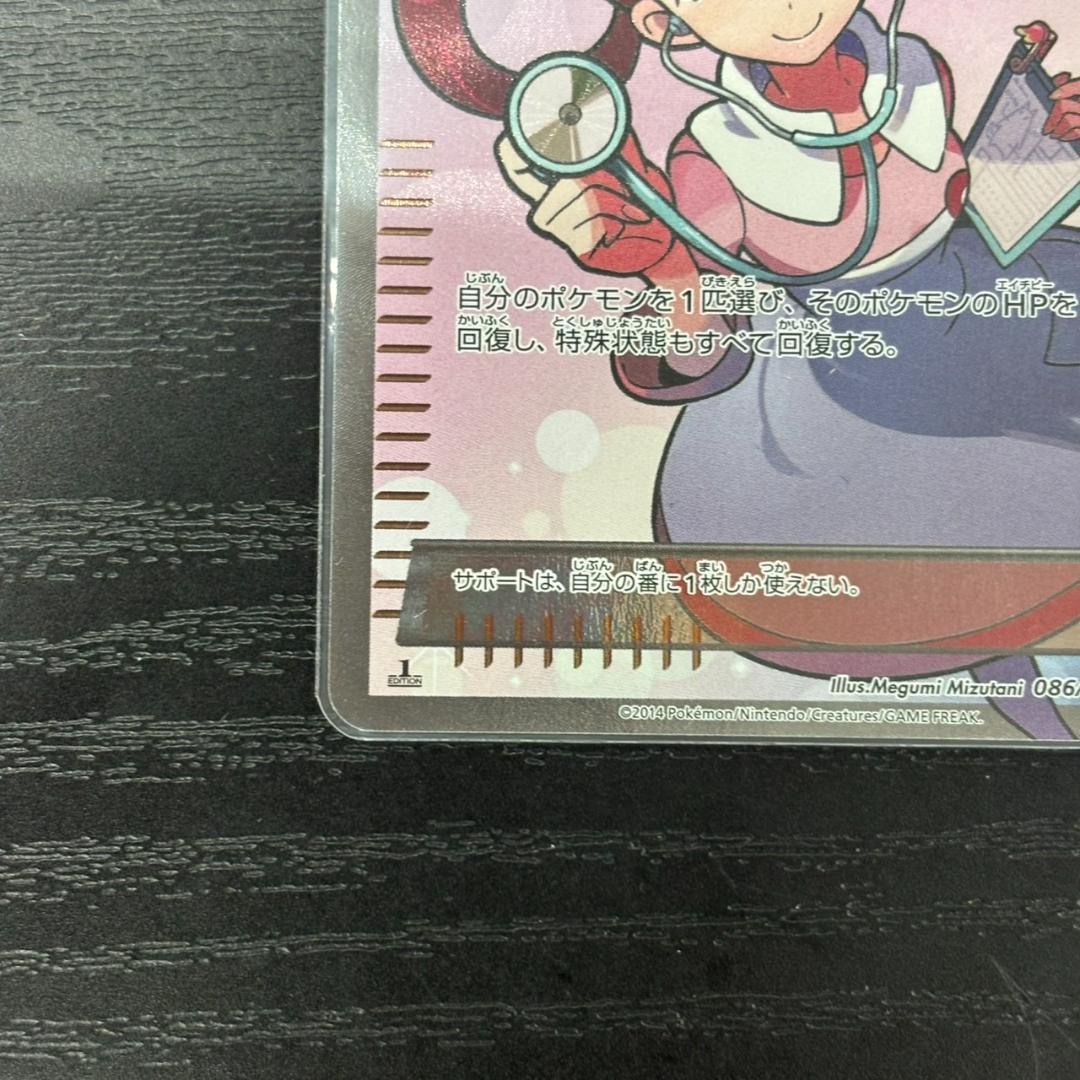 自分のポケモンを1匹選び、そのポケモンのHPを
回復し、特殊状態もすべて回復する。
サポートは、自分の番に1枚しか使えない。
1 EDITION
Illus.Megumi Mizutani 086/
©2014 Pokémon/Nintendo/Creatures/GAME FREAK.